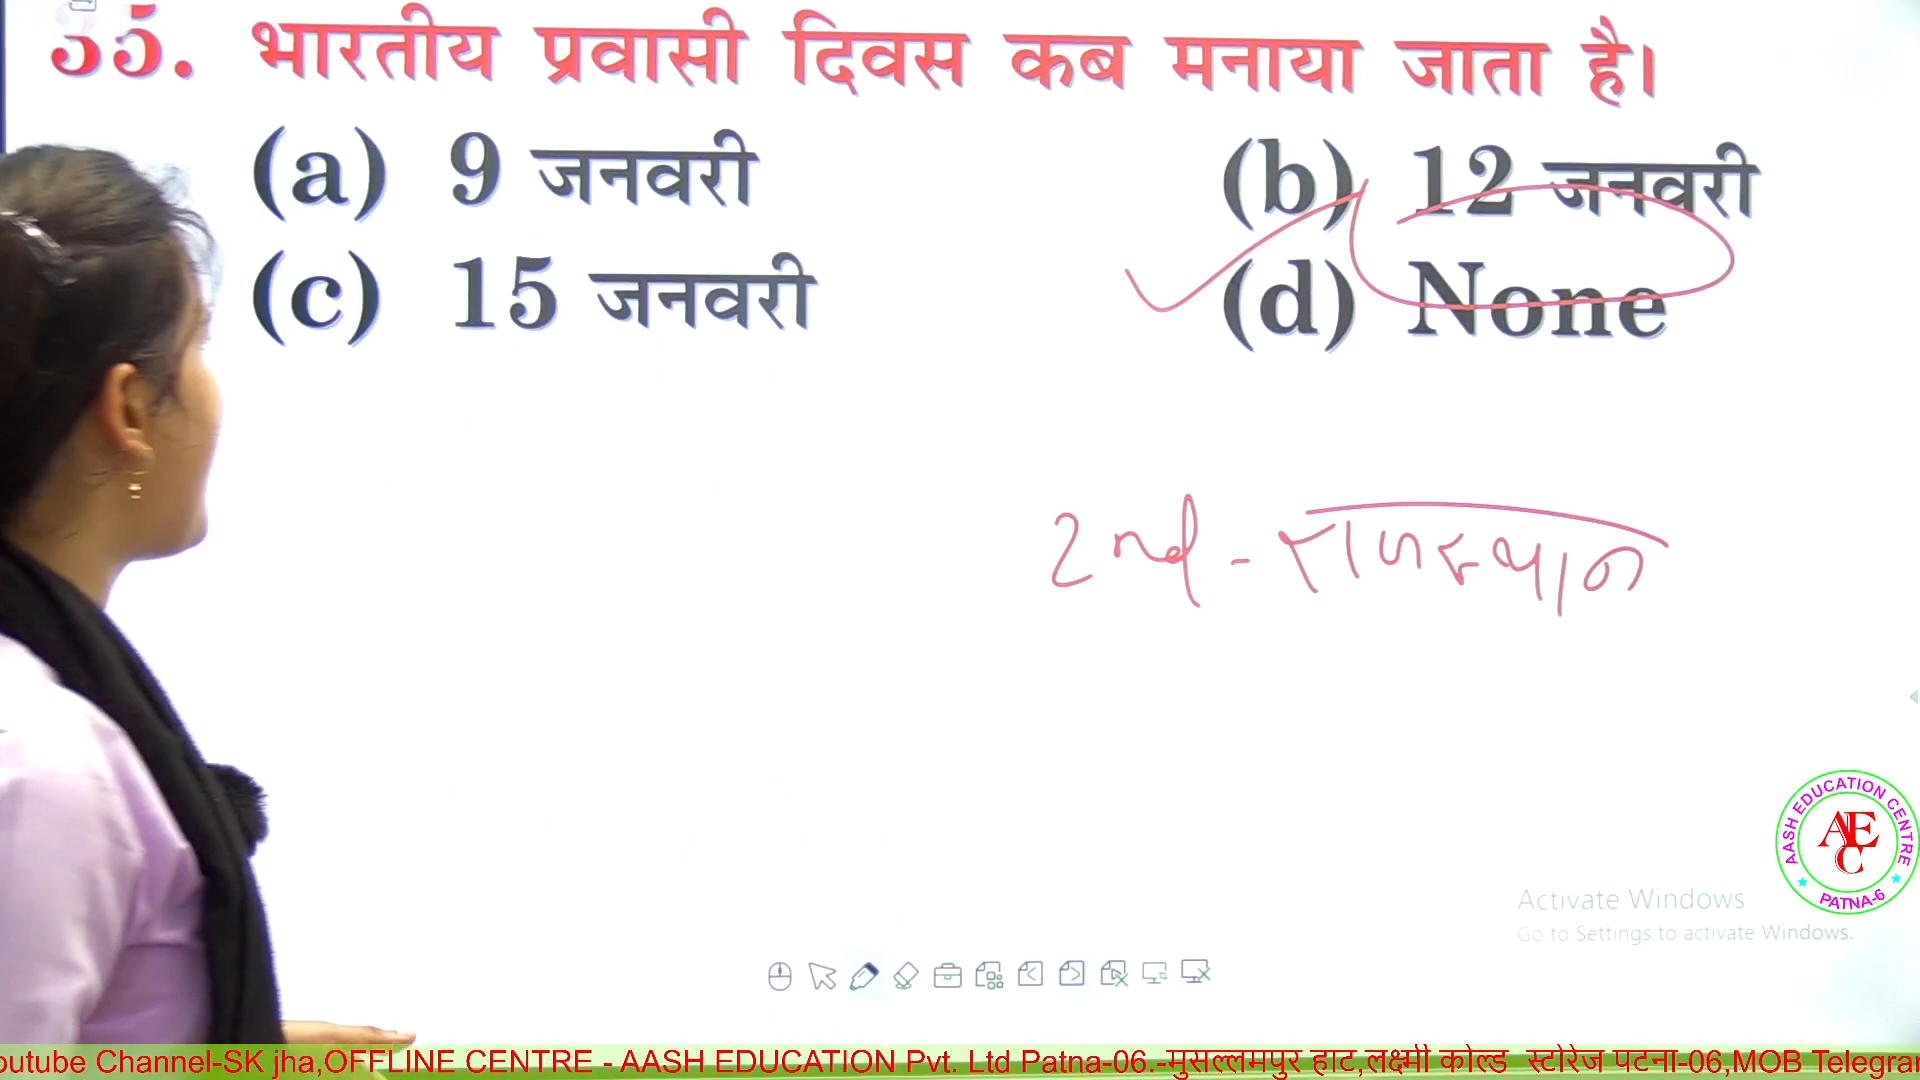 35. भारतीय प्रवासी दिवस कब मनाया जाता है।
(a) 9 जनवरी
(b) 12 जनवरी
(c) 15 जनवरी
(d) None
2nd - राजस्थान
AASH EDUCATION CENTRE
AEC
PATNA-6
Activate Windows
Go to Settings to activate Windows.
outube Channel-SK jha,OFFLINE CENTRE - AASH EDUCATION Pvt. Ltd Patna-06.-मुसल्लमपुर हाट,लक्ष्मी कोल्ड स्टोरेज पटना-06,MOB Telegra